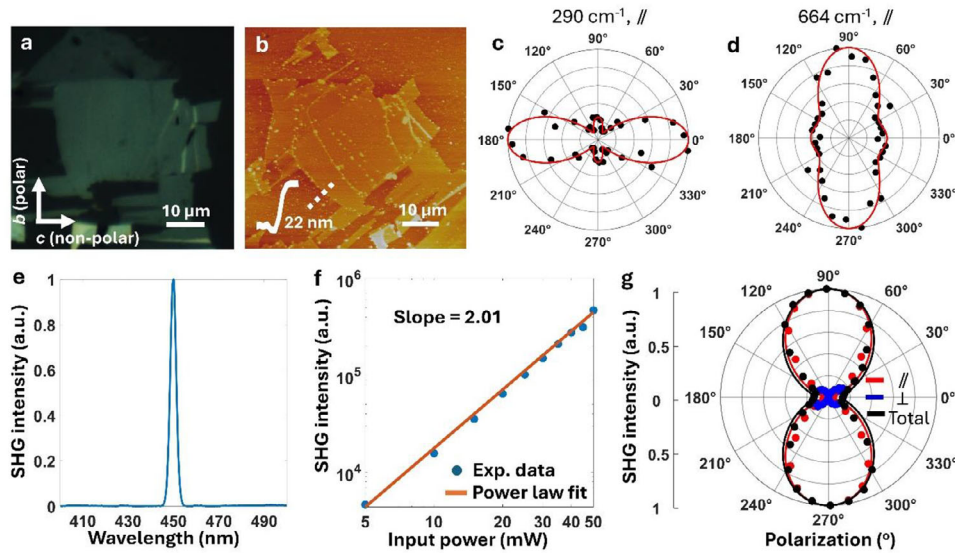 a
b (polar)
c (non-polar)
10 µm
b
22 nm
10 µm
290 cm⁻¹, //
c
90°
120°
60°
150°
30°
180°
0°
210°
330°
240°
300°
270°
664 cm⁻¹, //
d
90°
120°
60°
150°
30°
180°
0°
210°
330°
240°
300°
270°
e
SHG intensity (a.u.)
1
0.8
0.6
0.4
0.2
0
410
430
450
470
490
Wavelength (nm)
f
SHG intensity (a.u.)
10⁶
10⁵
10⁴
Slope = 2.01
Exp. data
Power law fit
5
10
20
30
40
50
Input power (mW)
g
SHG intensity (a.u.)
1
0.5
0
0.5
1
90°
120°
60°
150°
30°
180°
0°
210°
330°
240°
300°
270°
//
⊥
Total
Polarization (°)